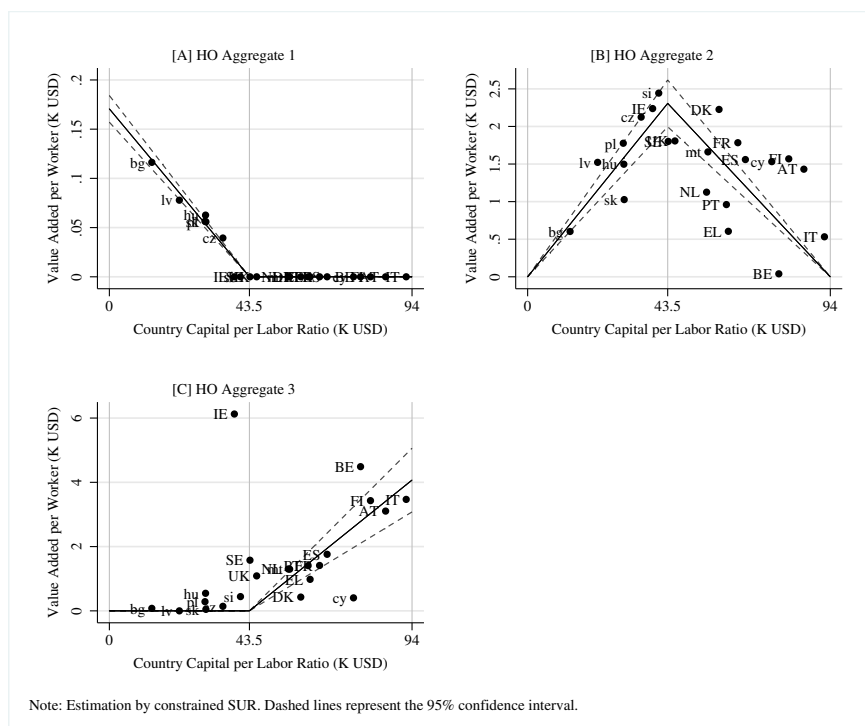 [A] HO Aggregate 1
Value Added per Worker (K USD)
.2
.15
.1
.05
0
bg
lv
hu
cz
0
43.5
94
Country Capital per Labor Ratio (K USD)
[B] HO Aggregate 2
Value Added per Worker (K USD)
2.5
2
1.5
1
.5
0
si
IE
cz
DK
pl
UK
FR
mt
lv
hu
ES
cy
FI
AT
sk
NL
PT
bg
EL
IT
BE
0
43.5
94
Country Capital per Labor Ratio (K USD)
[C] HO Aggregate 3
Value Added per Worker (K USD)
6
4
2
0
IE
BE
FI
IT
AT
SE
ES
UK
mt
EL
hu
pl
si
DK
cy
bg
lv
sk
0
43.5
94
Country Capital per Labor Ratio (K USD)
Note: Estimation by constrained SUR. Dashed lines represent the 95% confidence interval.